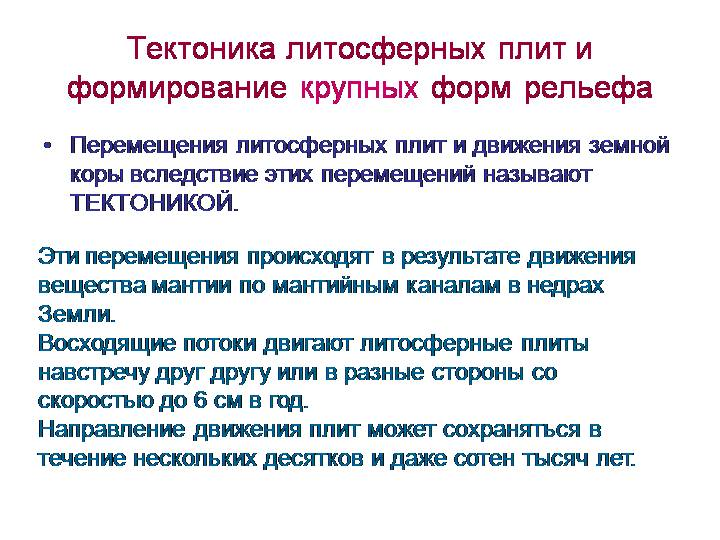 Тектоника литосферных плит и
формирование крупных форм рельефа
• Перемещения литосферных плит и движения земной
коры вследствие этих перемещений называют
ТЕКТОНИКОЙ.
Эти перемещения происходят в результате движения
вещества мантии по мантийным каналам в недрах
Земли.
Восходящие потоки двигают литосферные плиты
навстречу друг другу или в разные стороны со
скоростью до 6 см в год.
Направление движения плит может сохраняться в
течение нескольких десятков и даже сотен тысяч лет.